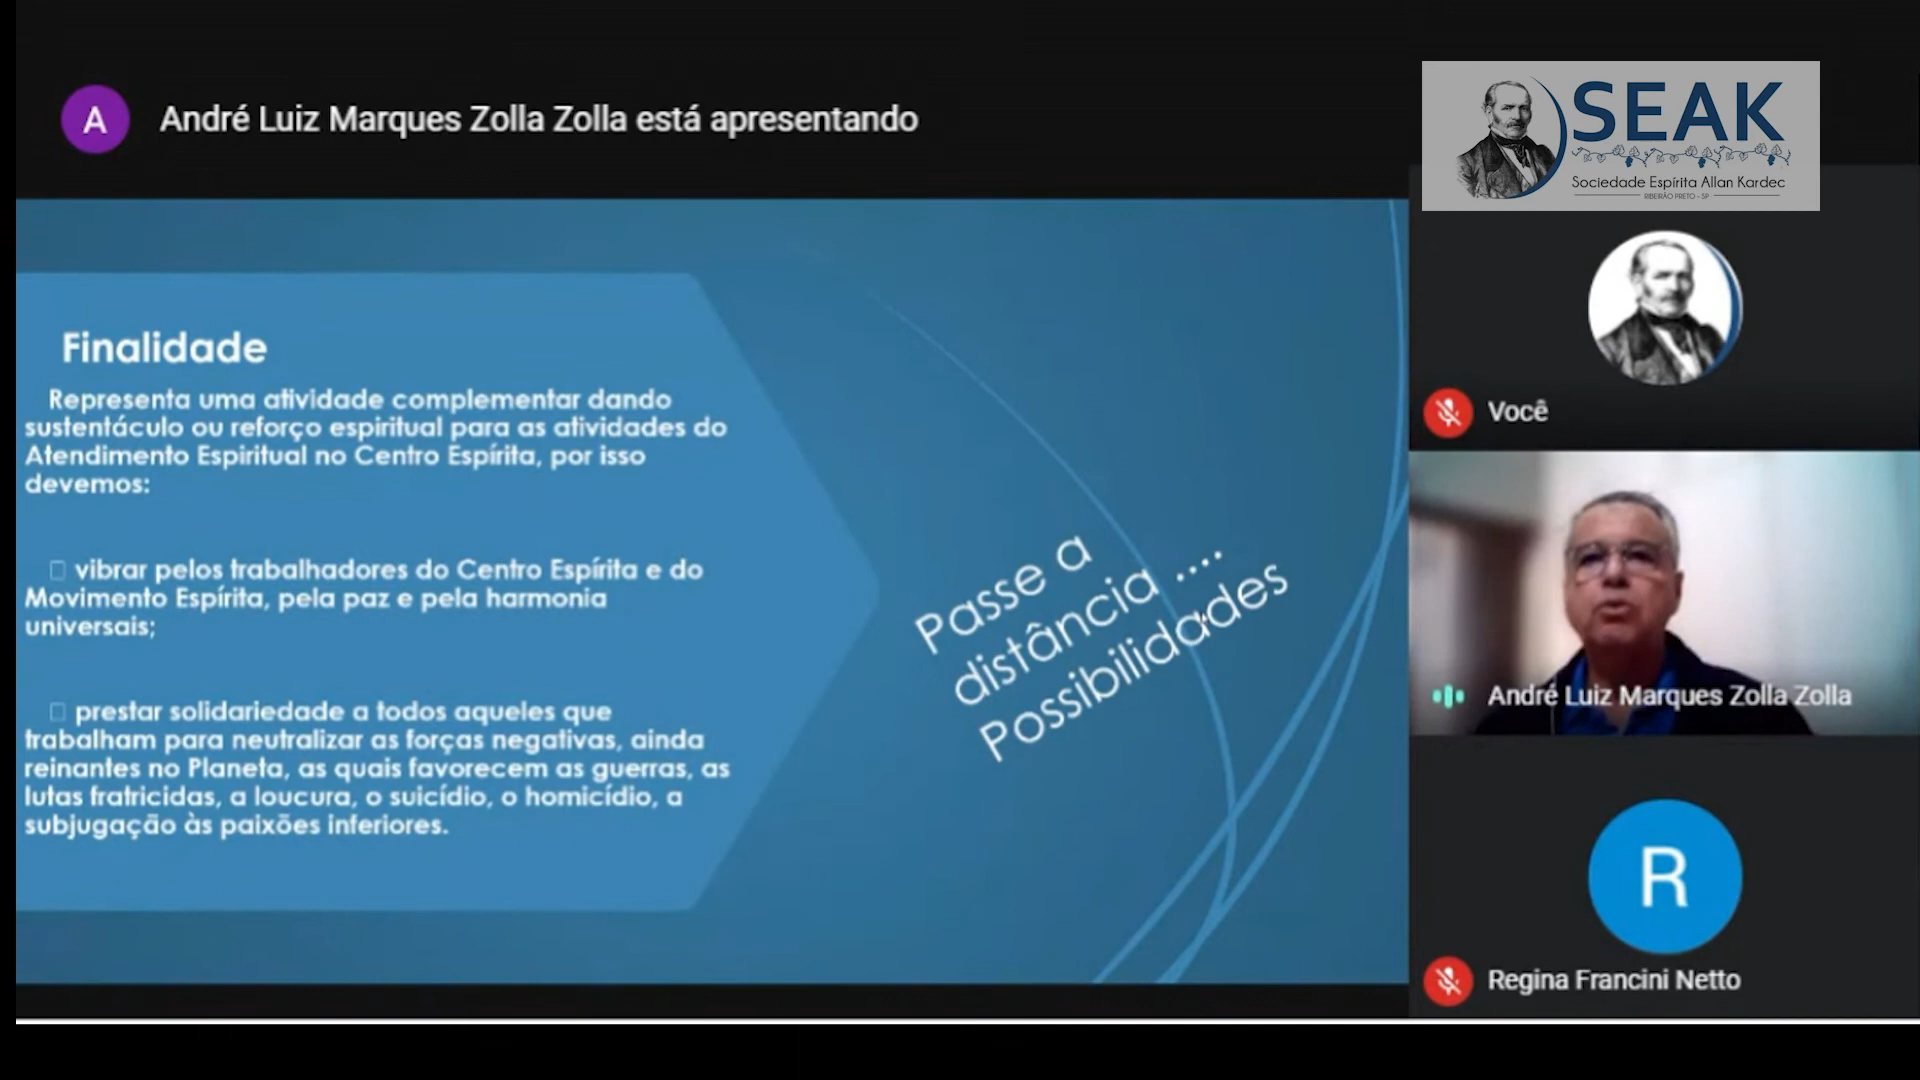 A
André Luiz Marques Zolla Zolla está apresentando
SEAK
Sociedade Espírita Allan Kardec
RIBEIRÃO PRETO - SP
Finalidade
Representa uma atividade complementar dando
sustentáculo ou reforço espiritual para as atividades do
Atendimento Espiritual no Centro Espírita, por isso
devemos:
vibrar pelos trabalhadores do Centro Espírita e do
Movimento Espírita, pela paz e pela harmonia
universais;
prestar solidariedade a todos aqueles que
trabalham para neutralizar as forças negativas, ainda
reinantes no Planeta, as quais favorecem as guerras, as
lutas fratricidas, a loucura, o suicídio, o homicídio, a
subjugação às paixões inferiores.
Passe a
distância ....
Possibilidades
Você
André Luiz Marques Zolla Zolla
R
Regina Francini Netto